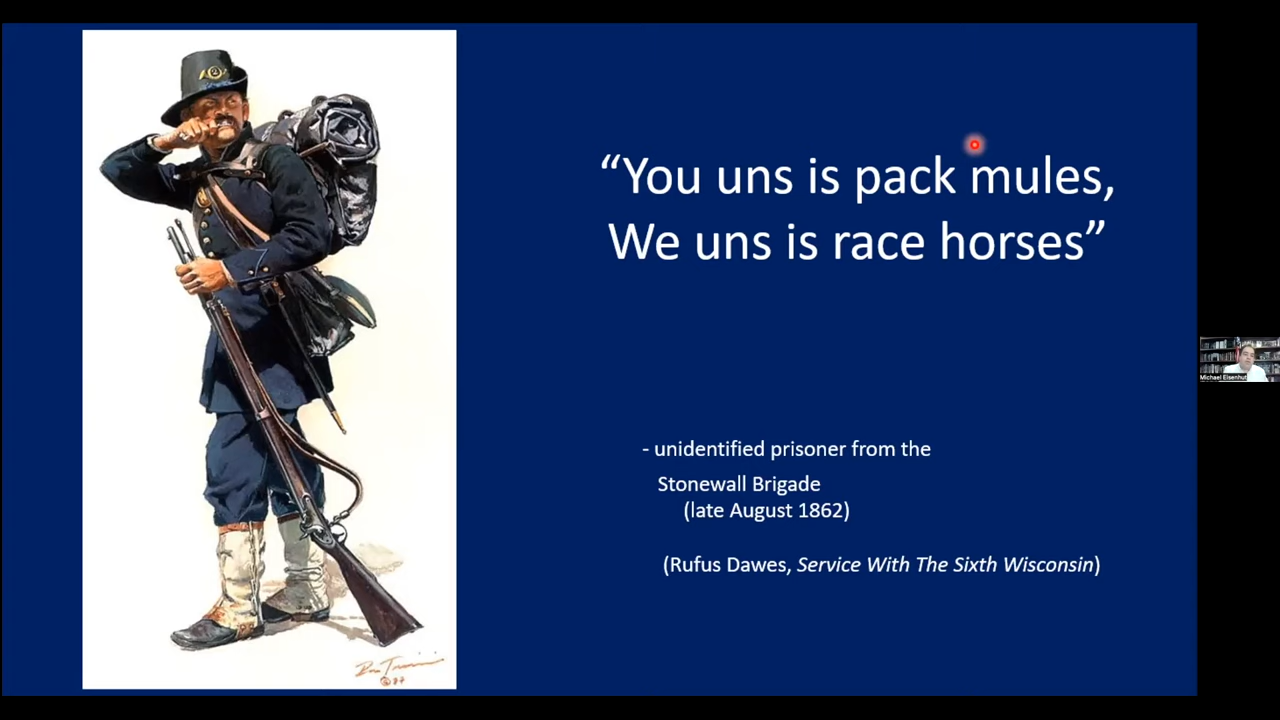 “You uns is pack mules,
We uns is race horses”
- unidentified prisoner from the
Stonewall Brigade
(late August 1862)
(Rufus Dawes, Service With The Sixth Wisconsin)
Michael Eisenhut
2